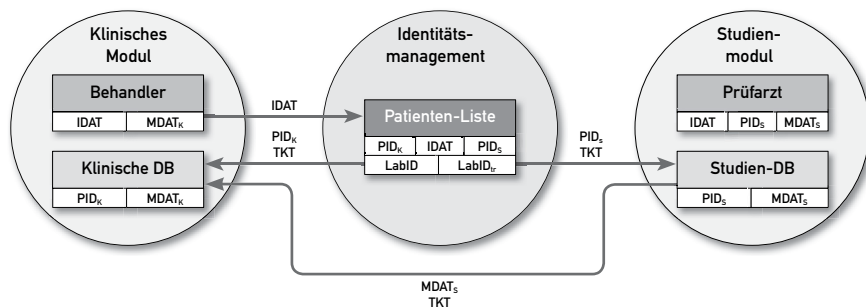 Klinisches
Modul
Identitäts-
management
Studien-
modul
Behandler
IDAT
MDATK
IDAT
Patienten-Liste
PIDK
IDAT
PIDS
LabID
LabIDtr
Prüfarzt
IDAT
PIDS
MDATS
PIDK
TKT
PIDS
TKT
Klinische DB
PIDK
MDATK
Studien-DB
PIDS
MDATS
MDATS
TKT